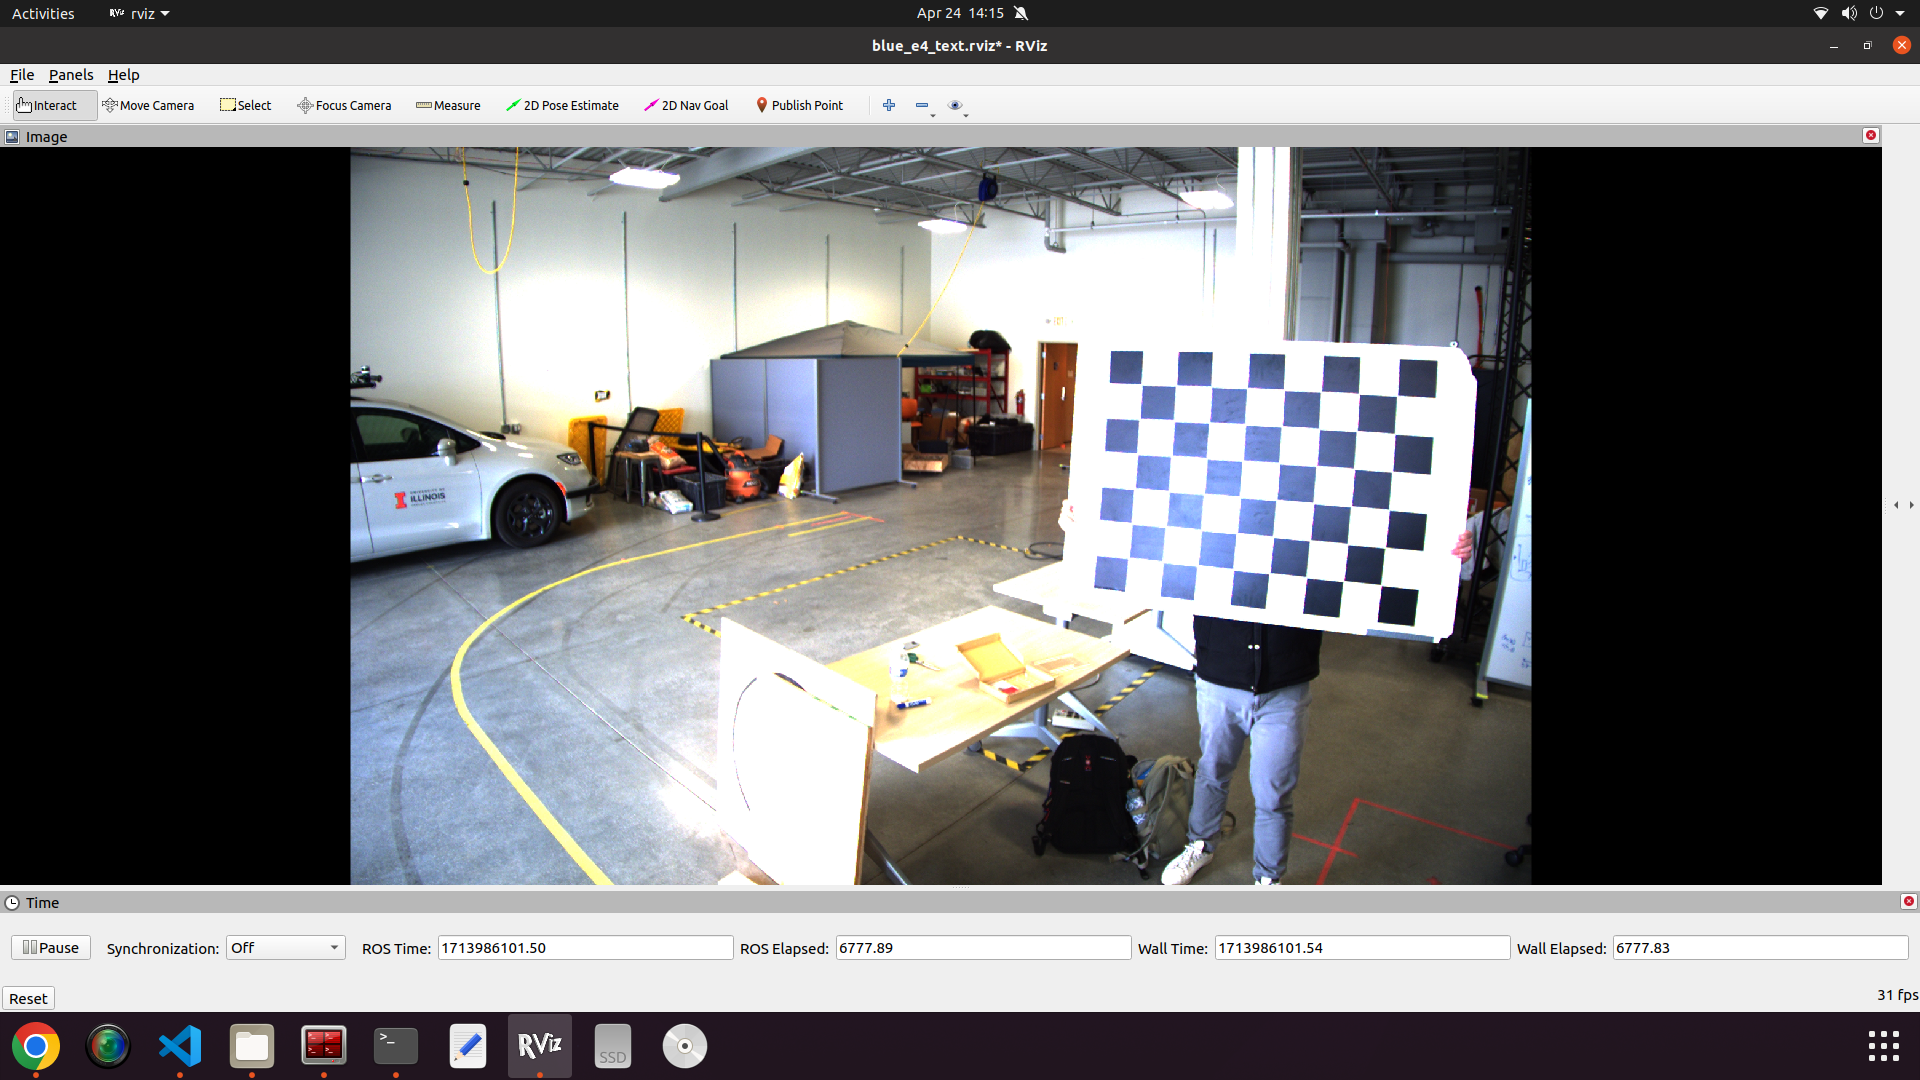 Activities
RViz rviz
Apr 24 14:15
blue_e4_text.rviz* - RViz
File Panels Help
Interact Move Camera Select Focus Camera Measure 2D Pose Estimate 2D Nav Goal Publish Point
Image
ILLINOIS
Time
Pause Synchronization: Off ROS Time: 1713986101.50 ROS Elapsed: 6777.89 Wall Time: 1713986101.54 Wall Elapsed: 6777.83
Reset
31 fps
>_
RViz
SSD